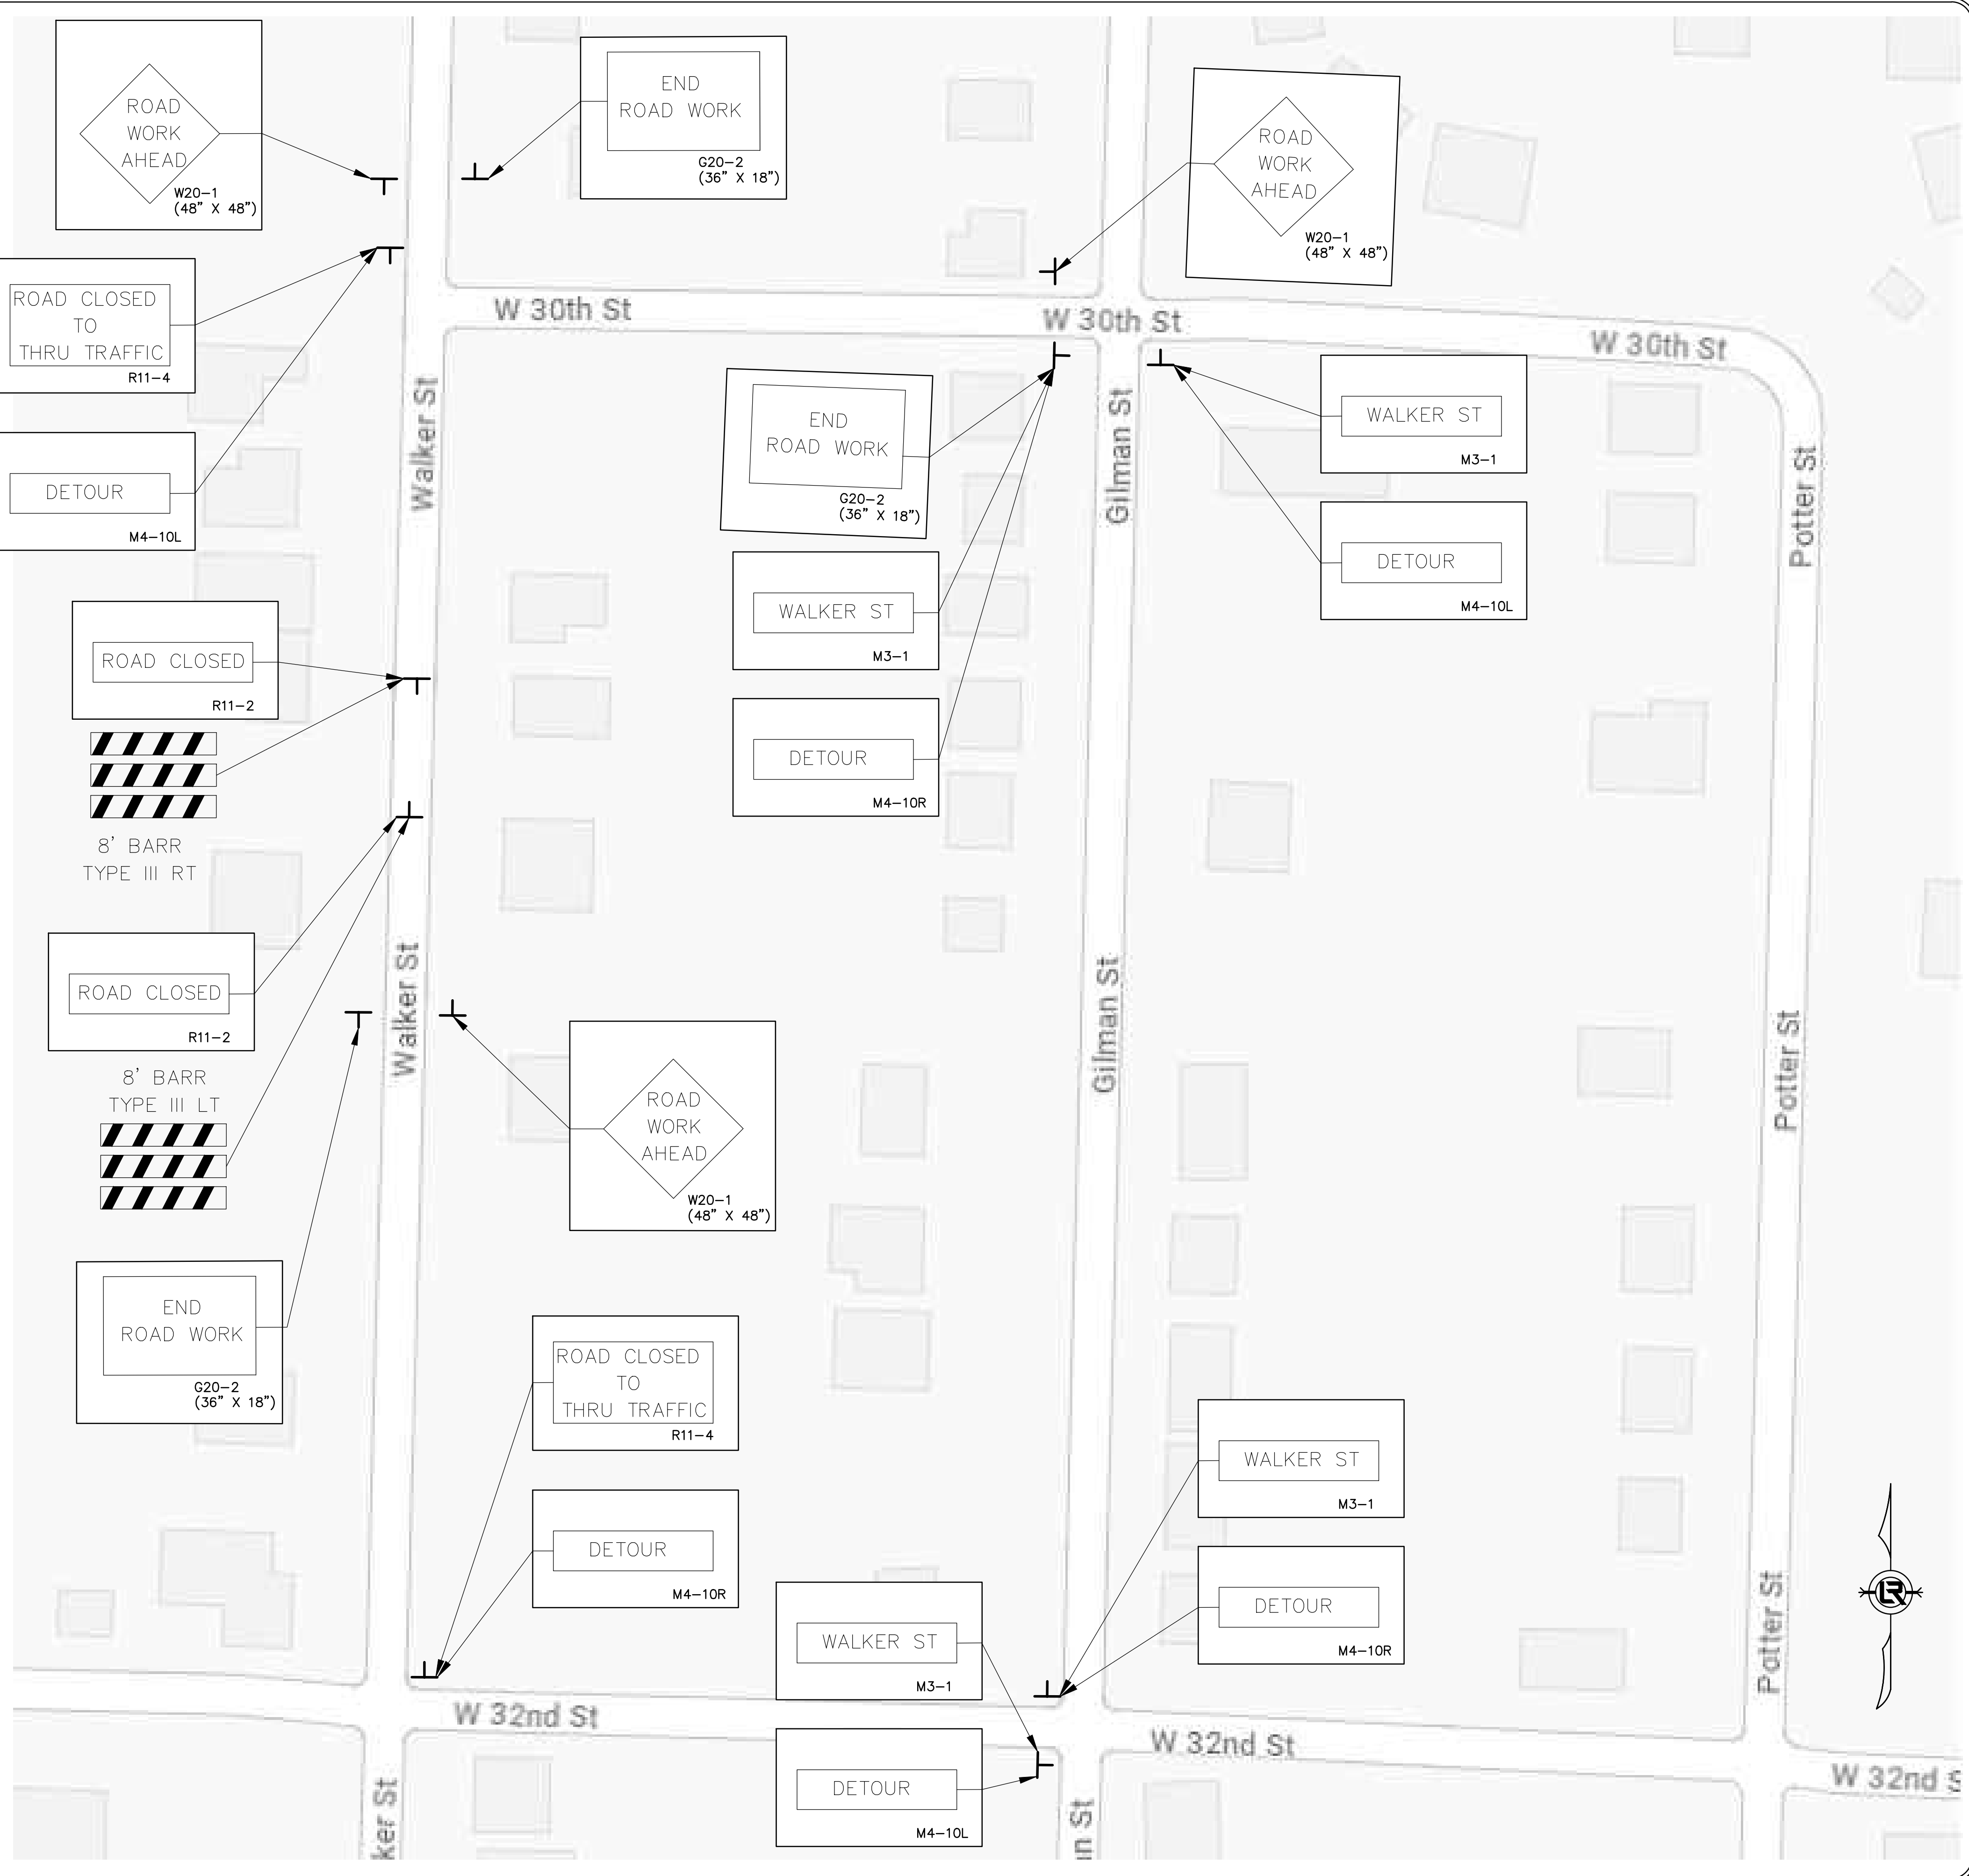 ROAD
WORK
AHEAD
W20-1
(48" X 48")
END
ROAD WORK
G20-2
(36" X 18")
ROAD
WORK
AHEAD
W20-1
(48" X 48")
ROAD CLOSED
TO
THRU TRAFFIC
R11-4
W 30th St
W 30th St
W 30th St
DETOUR
M4-10L
Walker St
END
ROAD WORK
G20-2
(36" X 18")
Gilman St
WALKER ST
M3-1
DETOUR
M4-10L
Potter St
ROAD CLOSED
R11-2
8' BARR
TYPE III RT
WALKER ST
M3-1
DETOUR
M4-10R
ROAD CLOSED
R11-2
8' BARR
TYPE III LT
Walker St
Gilman St
Potter St
ROAD
WORK
AHEAD
W20-1
(48" X 48")
END
ROAD WORK
G20-2
(36" X 18")
ROAD CLOSED
TO
THRU TRAFFIC
R11-4
DETOUR
M4-10R
WALKER ST
M3-1
DETOUR
M4-10R
Potter St
LR
WALKER ST
M3-1
DETOUR
M4-10L
W 32nd St
W 32nd St
W 32nd S
ker St
n St